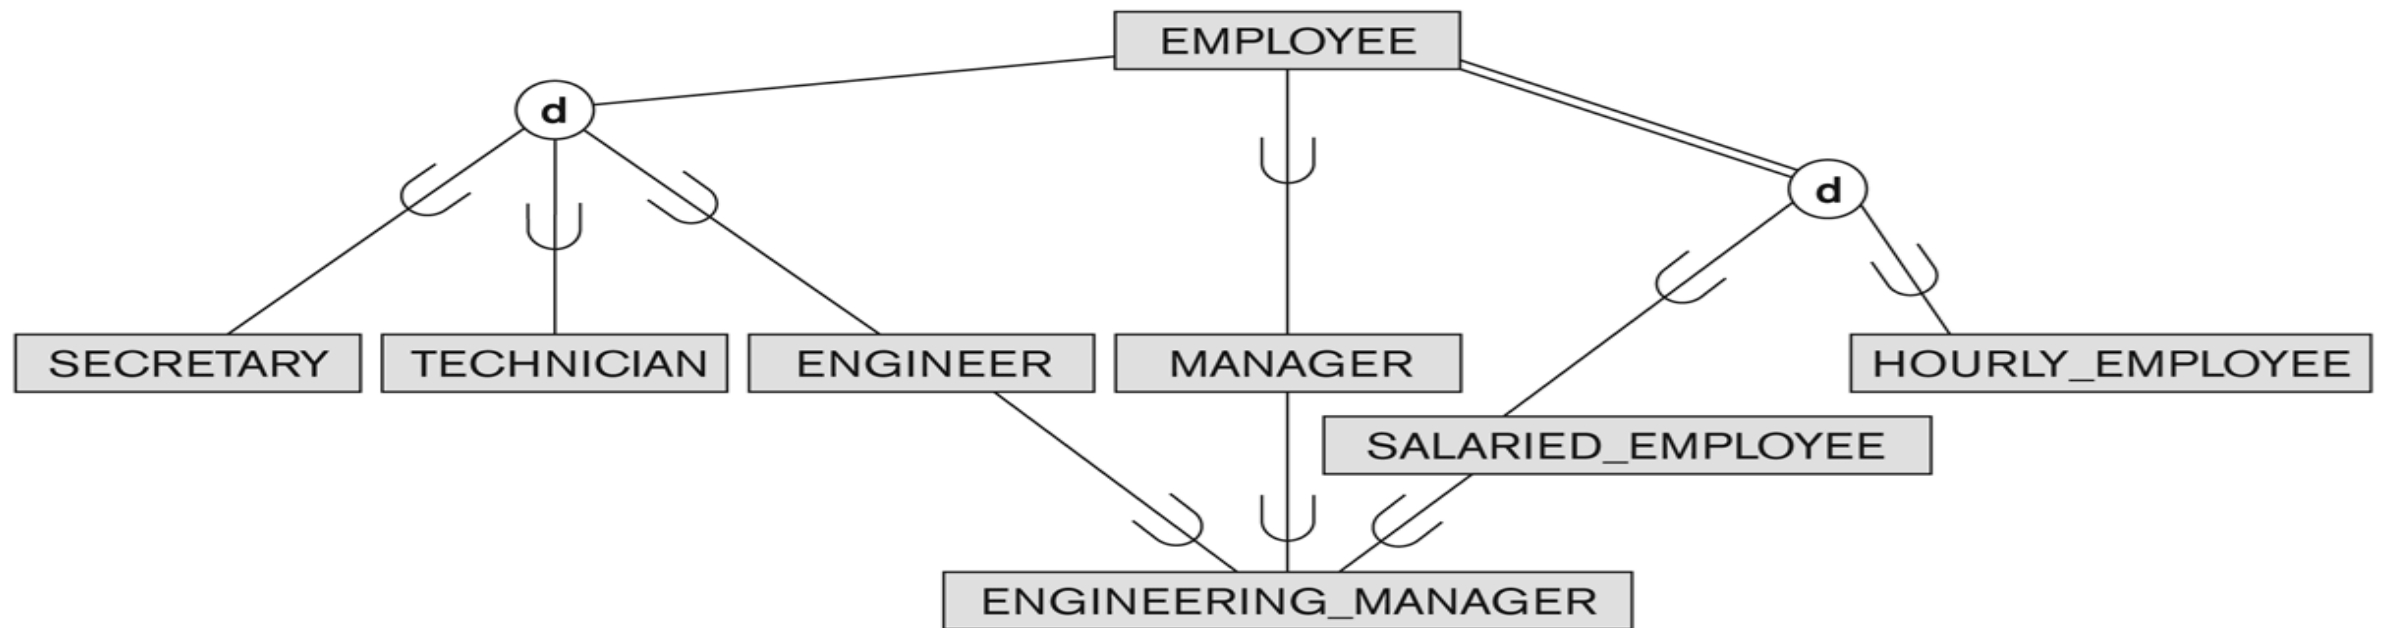 EMPLOYEE
d
d
SECRETARY
TECHNICIAN
ENGINEER
MANAGER
HOURLY_EMPLOYEE
SALARIED_EMPLOYEE
ENGINEERING_MANAGER